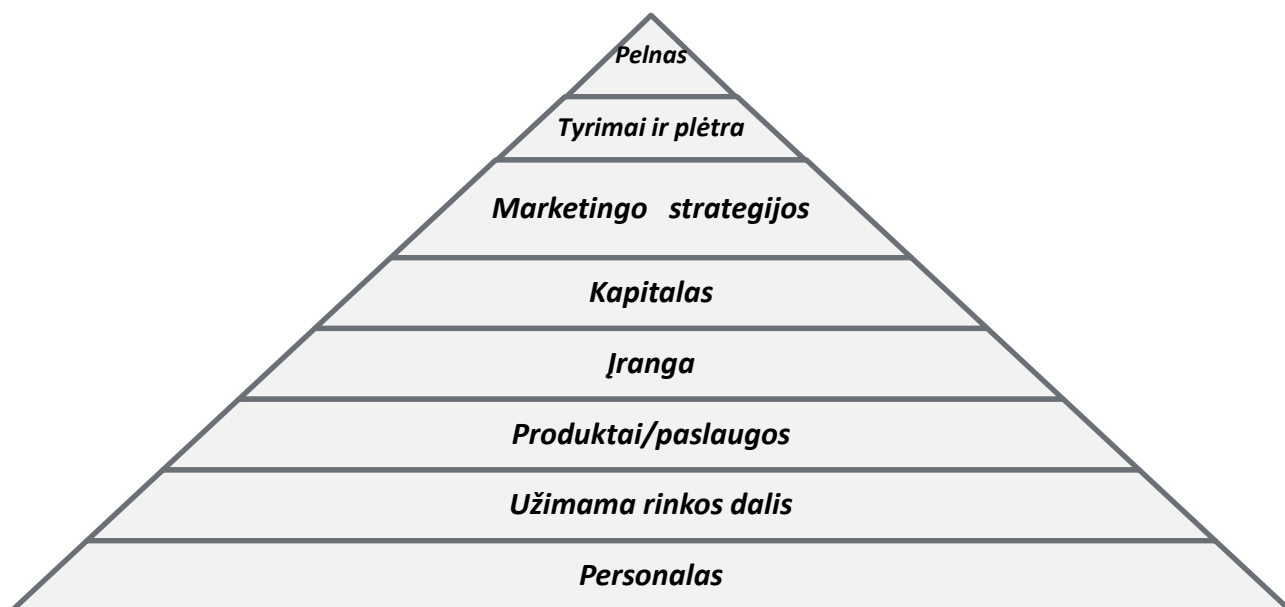 Pelnas
Tyrimai ir plėtra
Marketingo strategijos
Kapitalas
Įranga
Produktai/paslaugos
Užimama rinkos dalis
Personalas